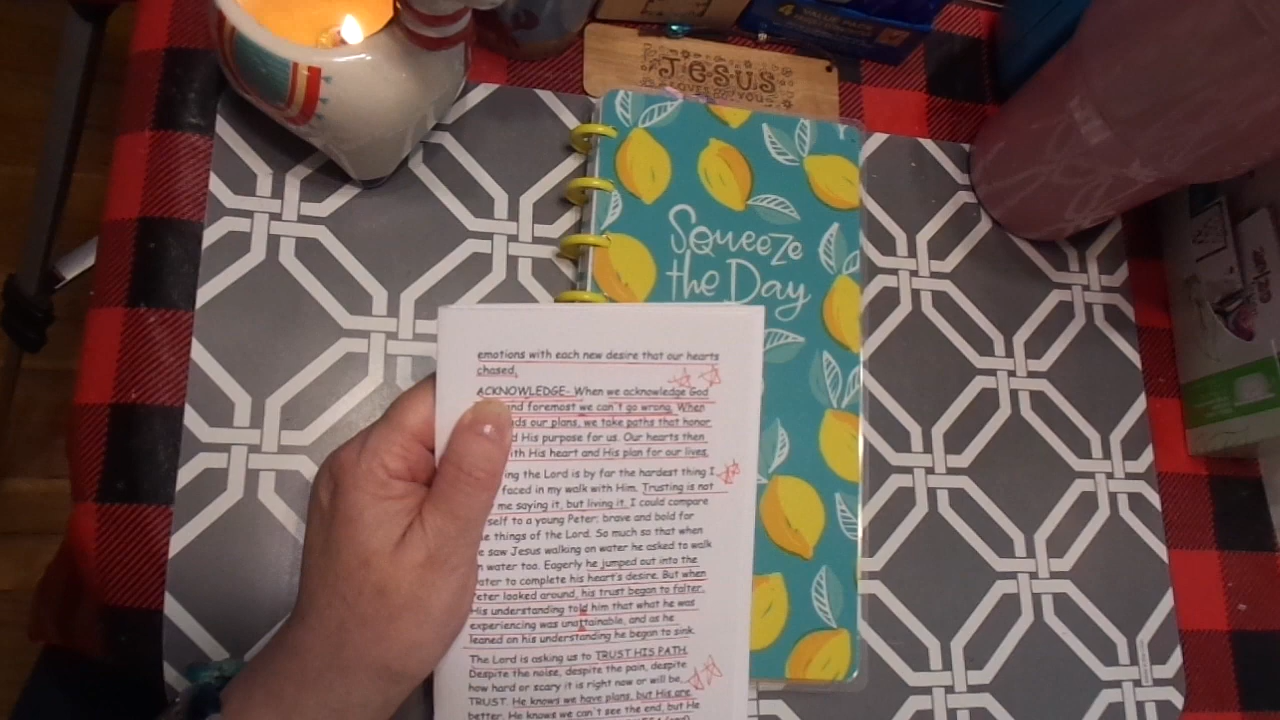 4 VALUE PACK
JESUS
LOVES YOU
Squeeze
the Day
emotions with each new desire that our hearts
chased.
ACKNOWLEDGE- When we acknowledge God
and foremost we can't go wrong. When
our plans, we take paths that honor
His purpose for us. Our hearts then
with His heart and His plan for our lives.
the Lord is by far the hardest thing I
faced in my walk with Him. Trusting is not
me saying it, but living it. I could compare
to a young Peter; brave and bold for
things of the Lord. So much so that when
saw Jesus walking on water he asked to walk
water too. Eagerly he jumped out into the
to complete his heart's desire. But when
Peter looked around, his trust began to falter.
His understanding told him that what he was
experiencing was unattainable, and as he
leaned on his understanding he began to sink.
The Lord is asking us to TRUST HIS PATH.
Despite the noise, despite the pain, despite
how hard or scary it is right now or will be,
TRUST. He knows we have plans, but His are
better. He knows we can't see the end, but He